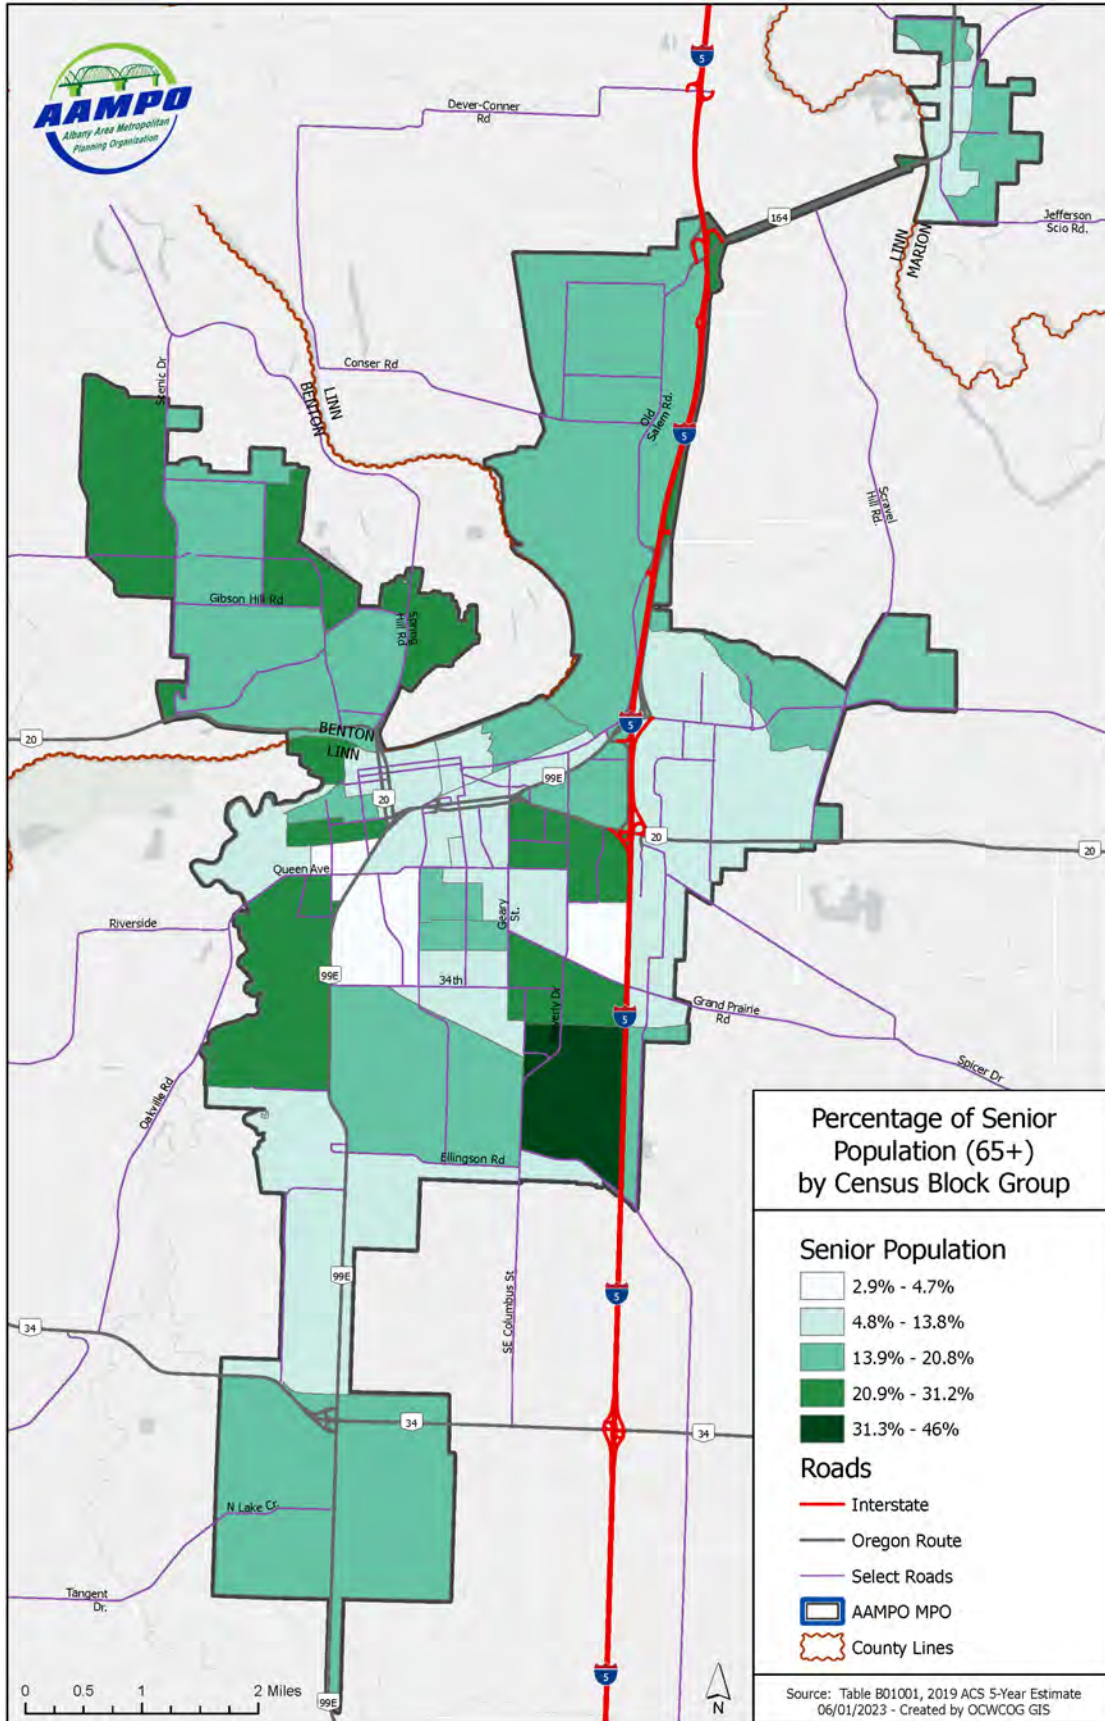 AAMPO
Albany Area Metropolitan
Planning Organization
5
Dever-Conner
Rd
164
Jefferson
Scio Rd.
LINN
MARION
Scenic Dr
Conser Rd
LINN
BENTON
Old
Salem Rd.
5
Scravel
Hill Rd.
Gibson Hill Rd
Spring
Hill Rd
20
BENTON
LINN
5
99E
20
20
20
Queen Ave
Riverside
Geary
St.
99E
34th
Waverly Dr
5
Grand Prairie
Rd
Spicer Dr
Oakville Rd
Ellingson Rd
99E
SE Columbus St
5
34
34
34
N Lake Cr.
Tangent
Dr.
5
99E
0 0.5 1 2 Miles
N
Percentage of Senior
Population (65+)
by Census Block Group
Senior Population
2.9% - 4.7%
4.8% - 13.8%
13.9% - 20.8%
20.9% - 31.2%
31.3% - 46%
Roads
Interstate
Oregon Route
Select Roads
AAMPO MPO
County Lines
Source: Table B01001, 2019 ACS 5-Year Estimate
06/01/2023 - Created by OCWCOG GIS